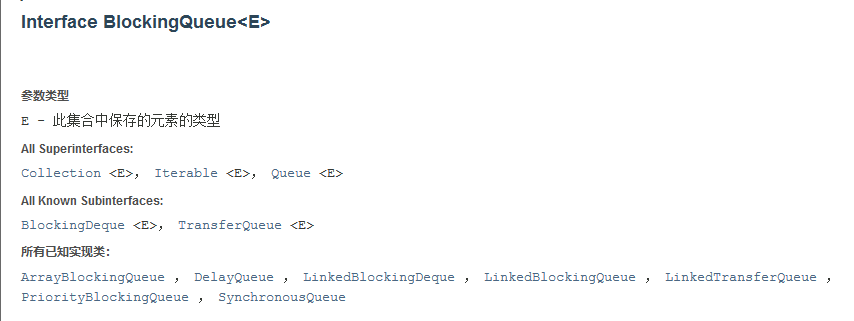 Interface BlockingQueue<E>
参数类型
E - 此集合中保存的元素的类型
All Superinterfaces:
Collection <E>, Iterable <E>, Queue <E>
All Known Subinterfaces:
BlockingDeque <E>, TransferQueue <E>
所有已知实现类:
ArrayBlockingQueue , DelayQueue , LinkedBlockingDeque , LinkedBlockingQueue , LinkedTransferQueue ,
PriorityBlockingQueue , SynchronousQueue